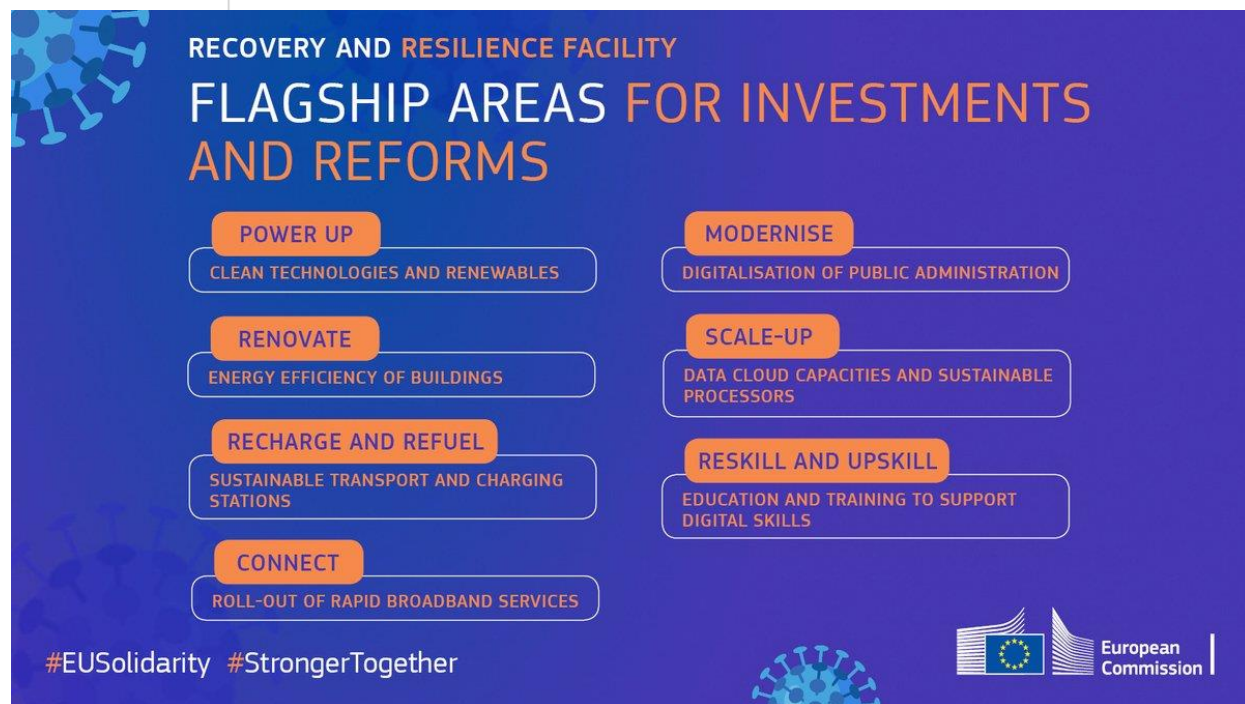 RECOVERY AND RESILIENCE FACILITY
FLAGSHIP AREAS FOR INVESTMENTS
AND REFORMS
POWER UP
CLEAN TECHNOLOGIES AND RENEWABLES
RENOVATE
ENERGY EFFICIENCY OF BUILDINGS
RECHARGE AND REFUEL
SUSTAINABLE TRANSPORT AND CHARGING
STATIONS
CONNECT
ROLL-OUT OF RAPID BROADBAND SERVICES
MODERNISE
DIGITALISATION OF PUBLIC ADMINISTRATION
SCALE-UP
DATA CLOUD CAPACITIES AND SUSTAINABLE
PROCESSORS
RESKILL AND UPSKILL
EDUCATION AND TRAINING TO SUPPORT
DIGITAL SKILLS
#EUSolidarity #StrongerTogether
European
Commission